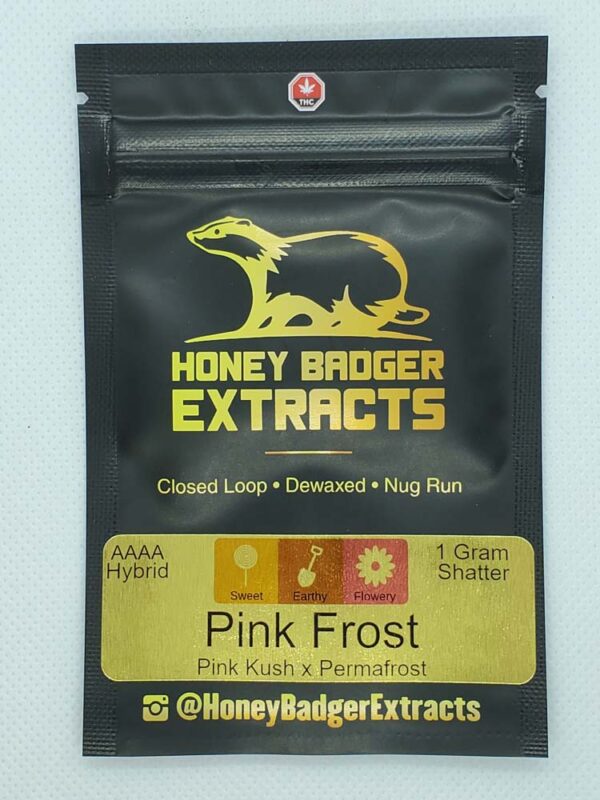 THC
HONEY BADGER
EXTRACTS
Closed Loop • Dewaxed • Nug Run
AAAA
Hybrid
Sweet
Earthy
Flowery
1 Gram
Shatter
Pink Frost
Pink Kush x Permafrost
@HoneyBadgerExtracts